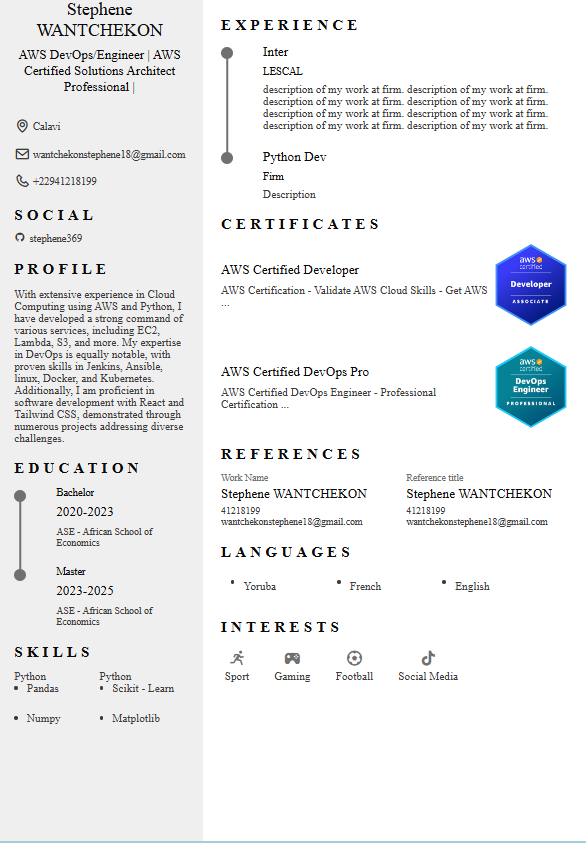 Stephene
WANTCHEKON
AWS DevOps/Engineer | AWS
Certified Solutions Architect
Professional |
Calavi
wantchekonstephene18@gmail.com
+22941218199
SOCIAL
stephene369
PROFILE
With extensive experience in Cloud
Computing using AWS and Python, I
have developed a strong command of
various services, including EC2,
Lambda, S3, and more. My expertise
in DevOps is equally notable, with
proven skills in Jenkins, Ansible,
linux, Docker, and Kubernetes.
Additionally, I am proficient in
software development with React and
Tailwind CSS, demonstrated through
numerous projects addressing diverse
challenges.
EDUCATION
Bachelor
2020-2023
ASE - African School of
Economics
Master
2023-2025
ASE - African School of
Economics
SKILLS
Python
• Pandas
• Numpy
Python
• Scikit - Learn
• Matplotlib
EXPERIENCE
Inter
LESCAL
description of my work at firm. description of my work at firm.
description of my work at firm. description of my work at firm.
description of my work at firm. description of my work at firm.
description of my work at firm. description of my work at firm.
Python Dev
Firm
Description
CERTIFICATES
AWS Certified Developer
AWS Certification - Validate AWS Cloud Skills - Get AWS
...
aws
certified
Developer
ASSOCIATE
AWS Certified DevOps Pro
AWS Certified DevOps Engineer - Professional
Certification ...
aws
certified
DevOps
Engineer
PROFESSIONAL
REFERENCES
Work Name
Stephene WANTCHEKON
41218199
wantchekonstephene18@gmail.com
Reference title
Stephene WANTCHEKON
41218199
wantchekonstephene18@gmail.com
LANGUAGES
• Yoruba • French • English
INTERESTS
Sport Gaming Football Social Media